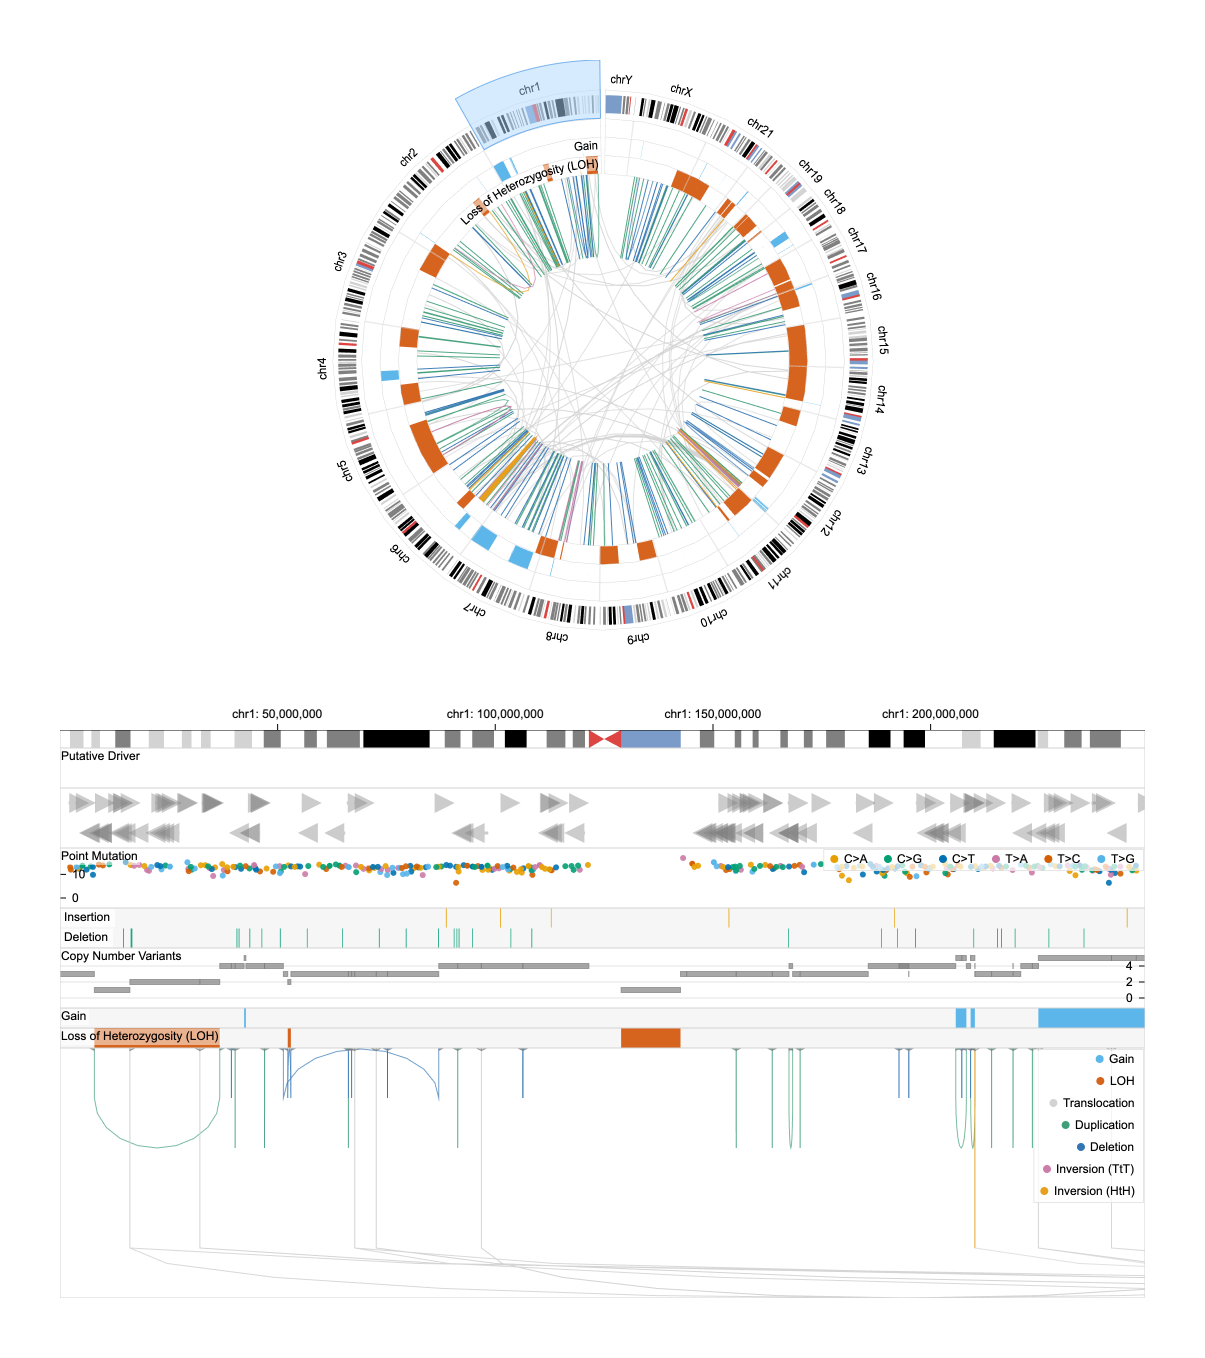 chr1
chrY
chrX
chr21
chr19
chr18
chr17
chr16
chr15
chr14
chr13
chr12
chr11
chr10
chr9
chr8
chr7
chr6
chr5
chr4
chr3
chr2
Gain
Loss of Heterozygosity (LOH)
chr1: 50,000,000 chr1: 100,000,000 chr1: 150,000,000 chr1: 200,000,000
Putative Driver
Point Mutation
C>A C>G C>T T>A T>C T>G
10
0
Insertion
Deletion
Copy Number Variants
4
2
0
Gain
Loss of Heterozygosity (LOH)
Gain
LOH
Translocation
Duplication
Deletion
Inversion (TtT)
Inversion (HtH)